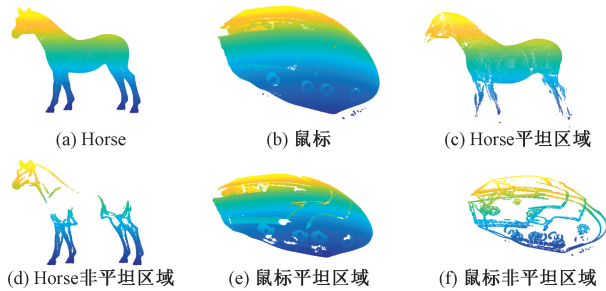 (a) Horse
(b) 鼠标
(c) Horse平坦区域
(d) Horse非平坦区域
(e) 鼠标平坦区域
(f) 鼠标非平坦区域